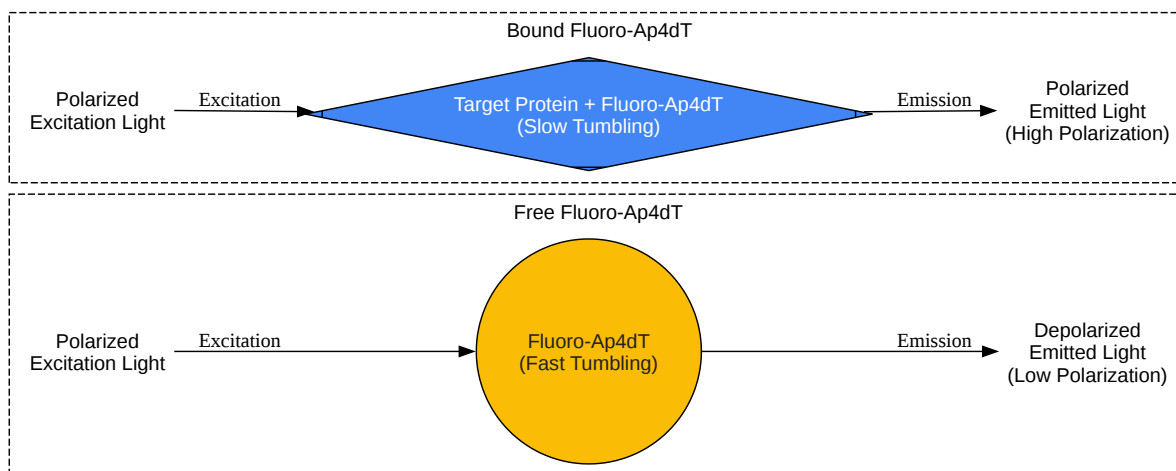 Bound Fluoro-Ap4dT
Polarized
Excitation Light
Excitation
Target Protein + Fluoro-Ap4dT
(Slow Tumbling)
Emission
Polarized
Emitted Light
(High Polarization)
Free Fluoro-Ap4dT
Polarized
Excitation Light
Excitation
Fluoro-Ap4dT
(Fast Tumbling)
Emission
Depolarized
Emitted Light
(Low Polarization)